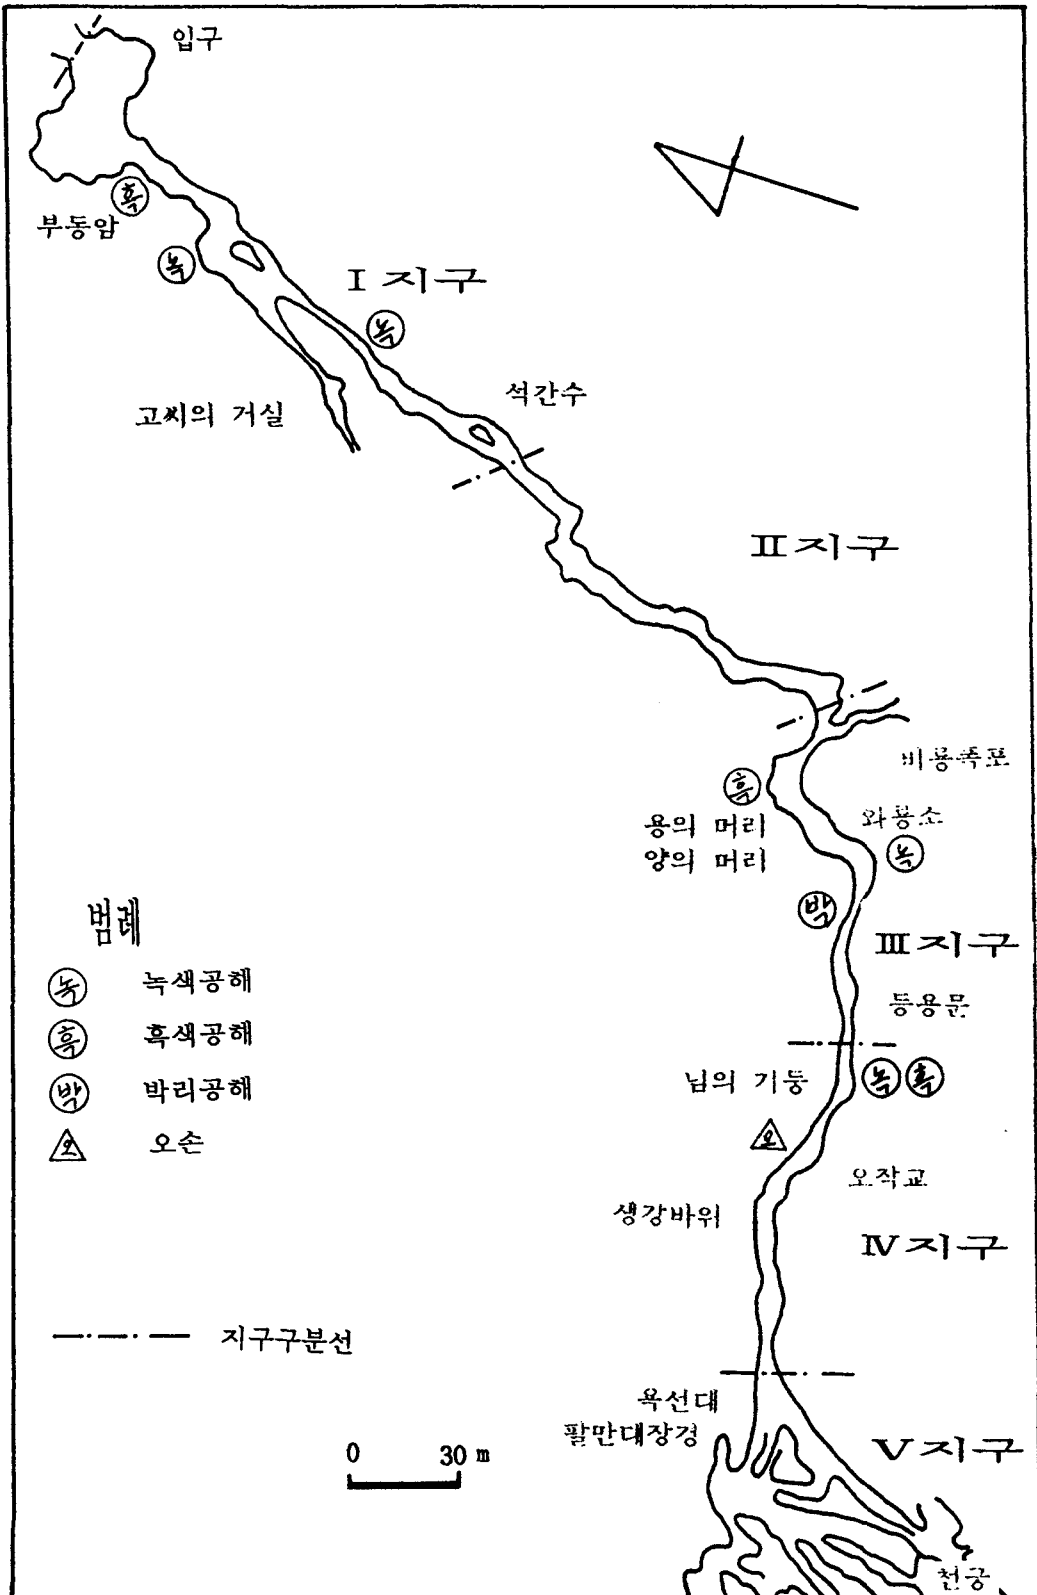 입구
흑
부동암
녹
I 지구
녹
석간수
고씨의 거실
II 지구
비룡폭포
흑
용의 머리
양의 머리
와룡소
녹
박
III 지구
등용문
범례
녹 녹색공해
흑 흑색공해
박 박리공해
오 오손
님의 기둥
녹 흑
오
오작교
생강바위
IV 지구
지구구분선
욕선대
팔만대장경
V 지구
0 30 m
천궁